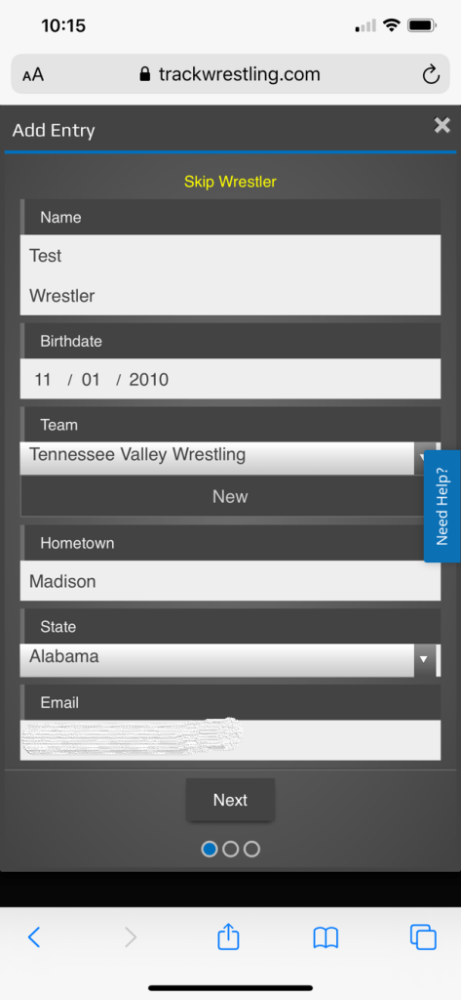 10:15
AA trackwrestling.com
Add Entry
Skip Wrestler
Name
Test
Wrestler
Birthdate
11 / 01 / 2010
Team
Tennessee Valley Wrestling
New
Need Help?
Hometown
Madison
State
Alabama
Email
Next